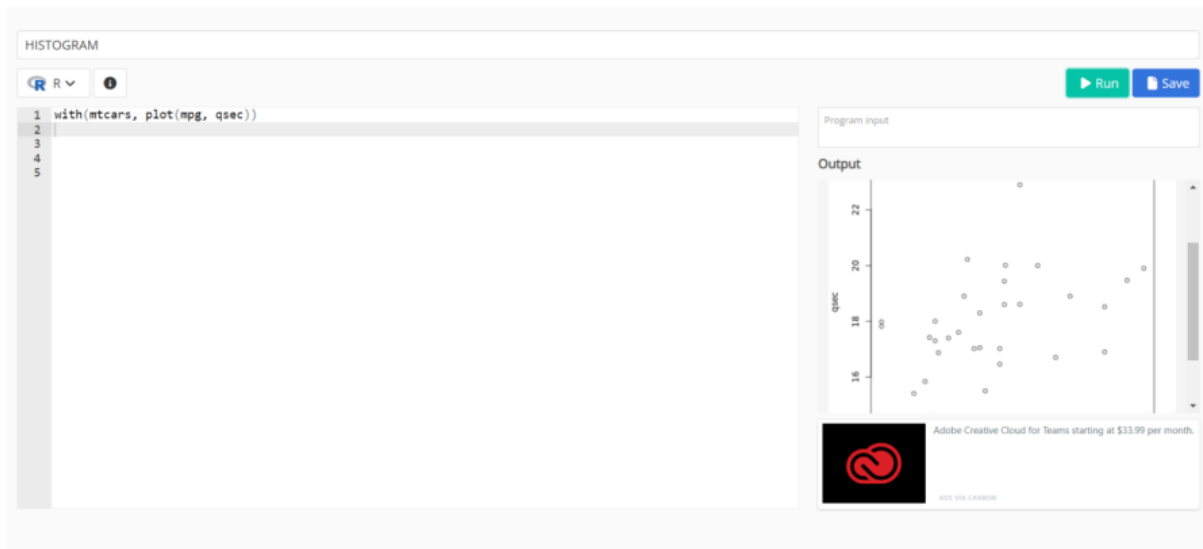 HISTOGRAM
R
Run
Save
1 with(mtcars, plot(mpg, qsec))
2
3
4
5
Program input
Output
22
20
18
16
qsec
Adobe Creative Cloud for Teams starting at $33.99 per month.
ADS VIA CARBON